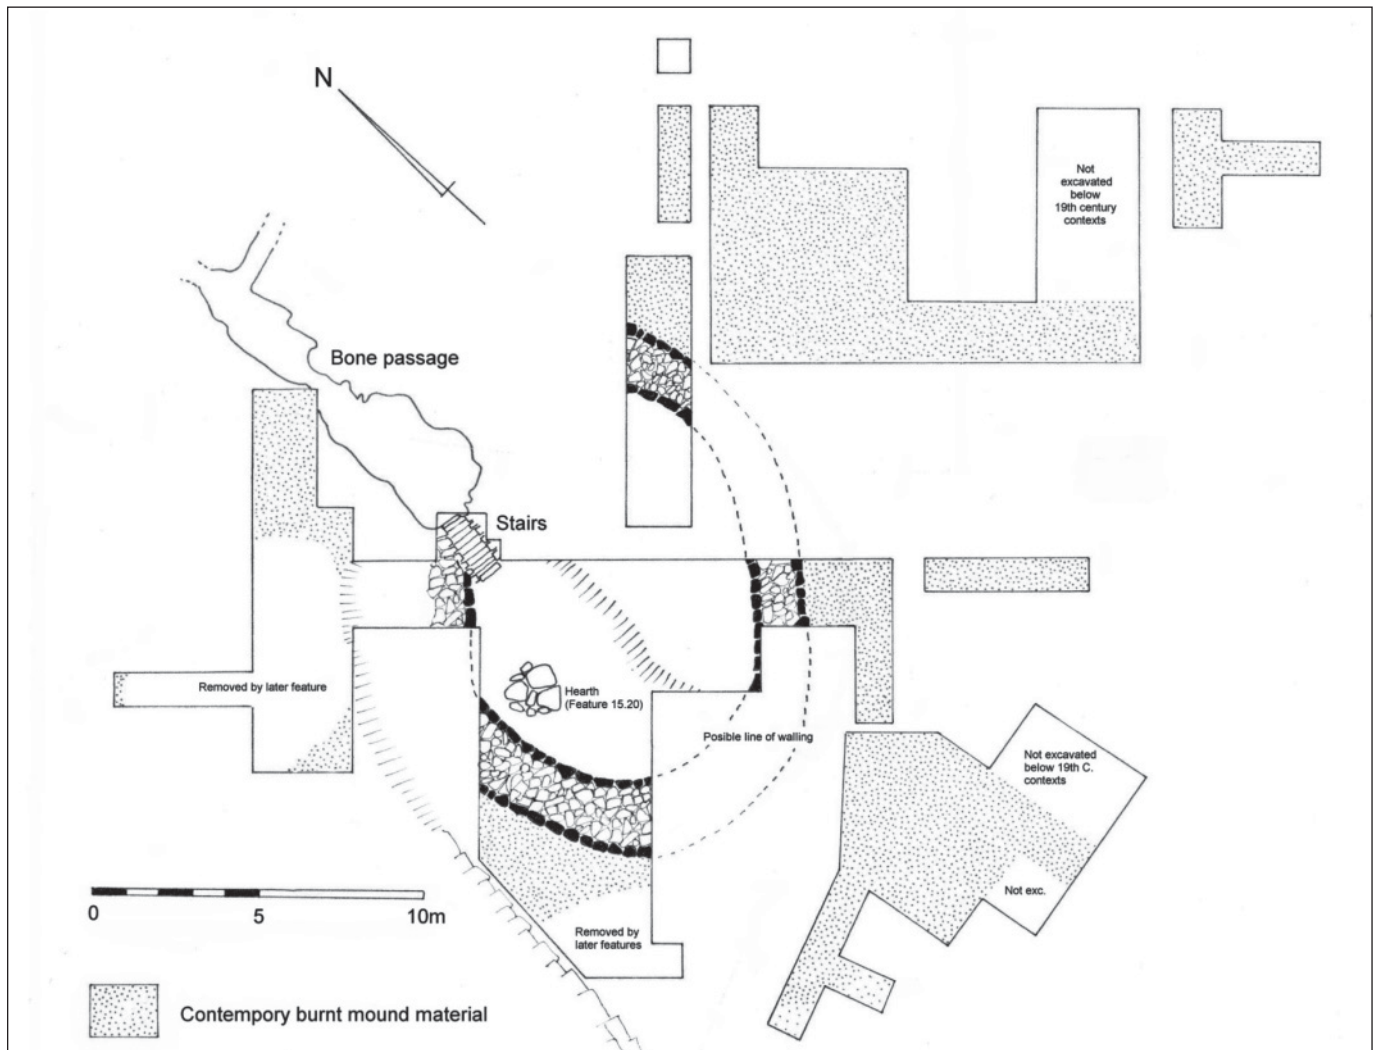 N
Not
excavated
below
19th century
contexts
Bone passage
Stairs
Removed by later feature
Hearth
(Feature 15.20)
Posible line of walling
Not excavated
below 19th C.
contexts
Not exc.
Removed by
later features
0 5 10m
Contempory burnt mound material